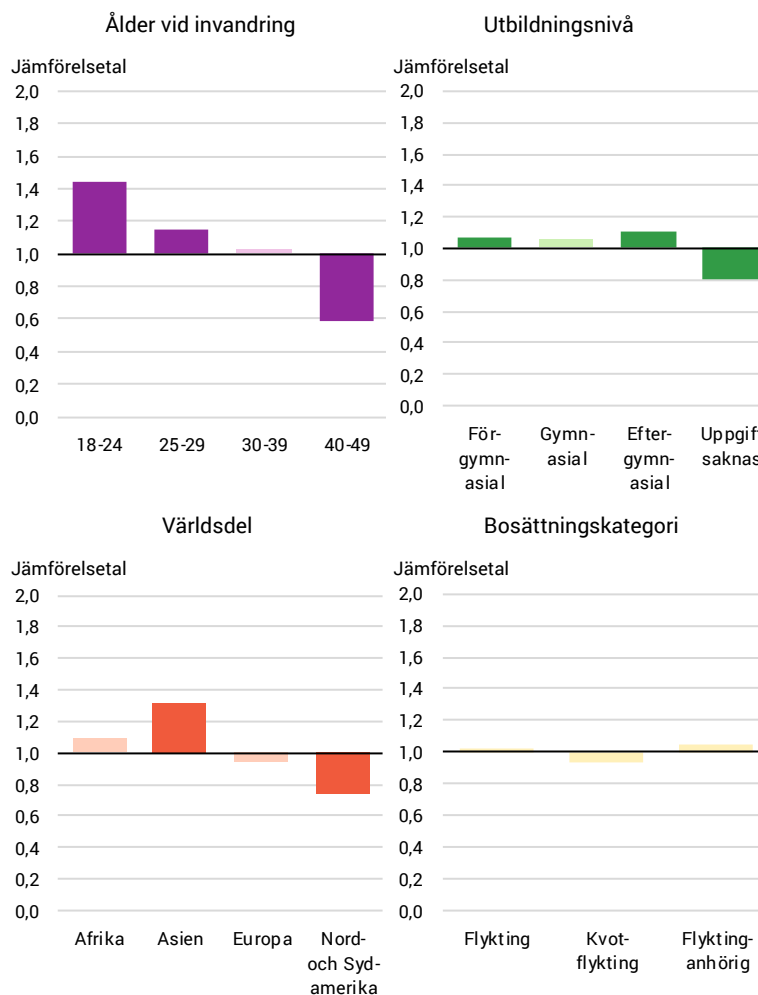 Ålder vid invandring
Jämförelsetal
2,0
1,8
1,6
1,4
1,2
1,0
0,8
0,6
0,4
0,2
0,0
18-24 25-29 30-39 40-49
Utbildningsnivå
Jämförelsetal
2,0
1,8
1,6
1,4
1,2
1,0
0,8
0,6
0,4
0,2
0,0
För- Gymn- Efter- Uppgift
gymn- asial gymn- saknas
asial asial
Världsdel
Jämförelsetal
2,0
1,8
1,6
1,4
1,2
1,0
0,8
0,6
0,4
0,2
0,0
Afrika Asien Europa Nord-
och Syd-
amerika
Bosättningskategori
Jämförelsetal
2,0
1,8
1,6
1,4
1,2
1,0
0,8
0,6
0,4
0,2
0,0
Flykting Kvot- Flykting-
flykting anhörig